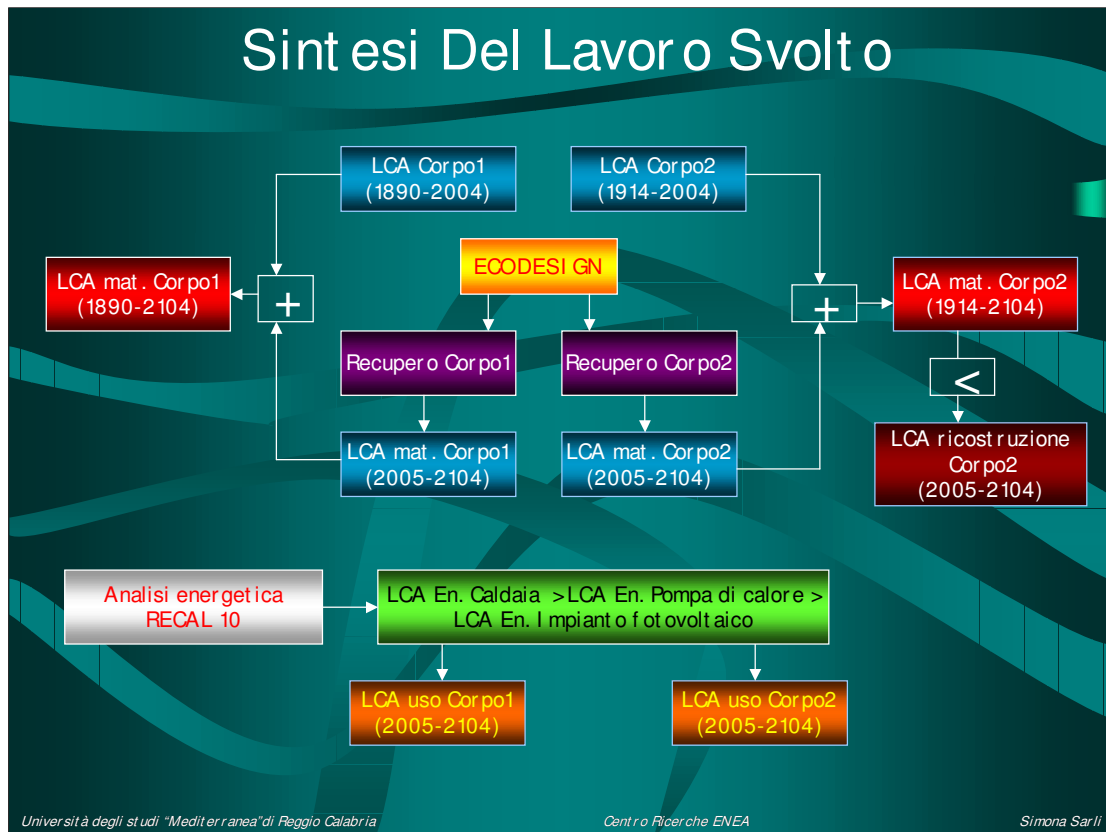 Sintesi Del Lavoro Svolto
LCA Corpo1
(1890-2004)
LCA Corpo2
(1914-2004)
ECODESIGN
LCA mat. Corpo1
(1890-2104)
+
+
LCA mat. Corpo2
(1914-2104)
Recupero Corpo1
Recupero Corpo2
<
LCA mat. Corpo1
(2005-2104)
LCA mat. Corpo2
(2005-2104)
LCA ricostruzione
Corpo2
(2005-2104)
Analisi energetica
RECAL 10
LCA En. Caldaia >LCA En. Pompa di calore >
LCA En. Impianto fotovoltaico
LCA uso Corpo1
(2005-2104)
LCA uso Corpo2
(2005-2104)
Università degli studi "Mediterranea"di Reggio Calabria
Centro Ricerche ENEA
Simona Sarli